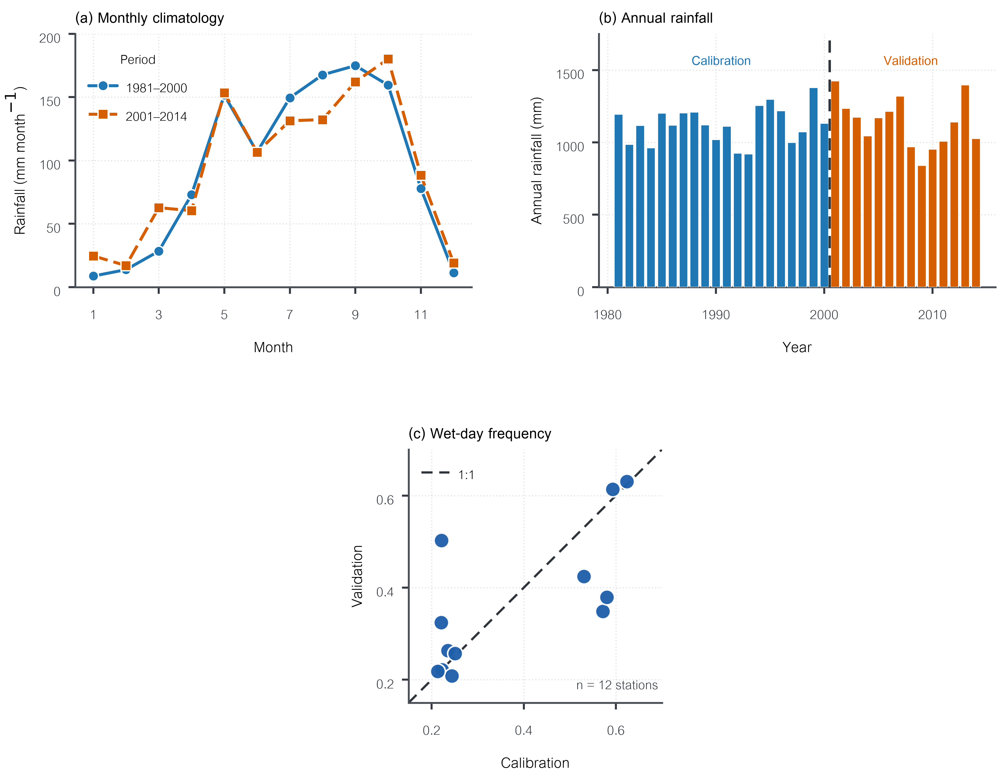 (a) Monthly climatology
200
150
100
50
0
Rainfall (mm month⁻¹)
Period
1981–2000
2001–2014
1
3
5
7
9
11
Month
(b) Annual rainfall
1500
1000
500
0
Annual rainfall (mm)
Calibration
Validation
1980
1990
2000
2010
Year
(c) Wet-day frequency
1:1
0.6
0.4
0.2
Validation
n = 12 stations
0.2
0.4
0.6
Calibration